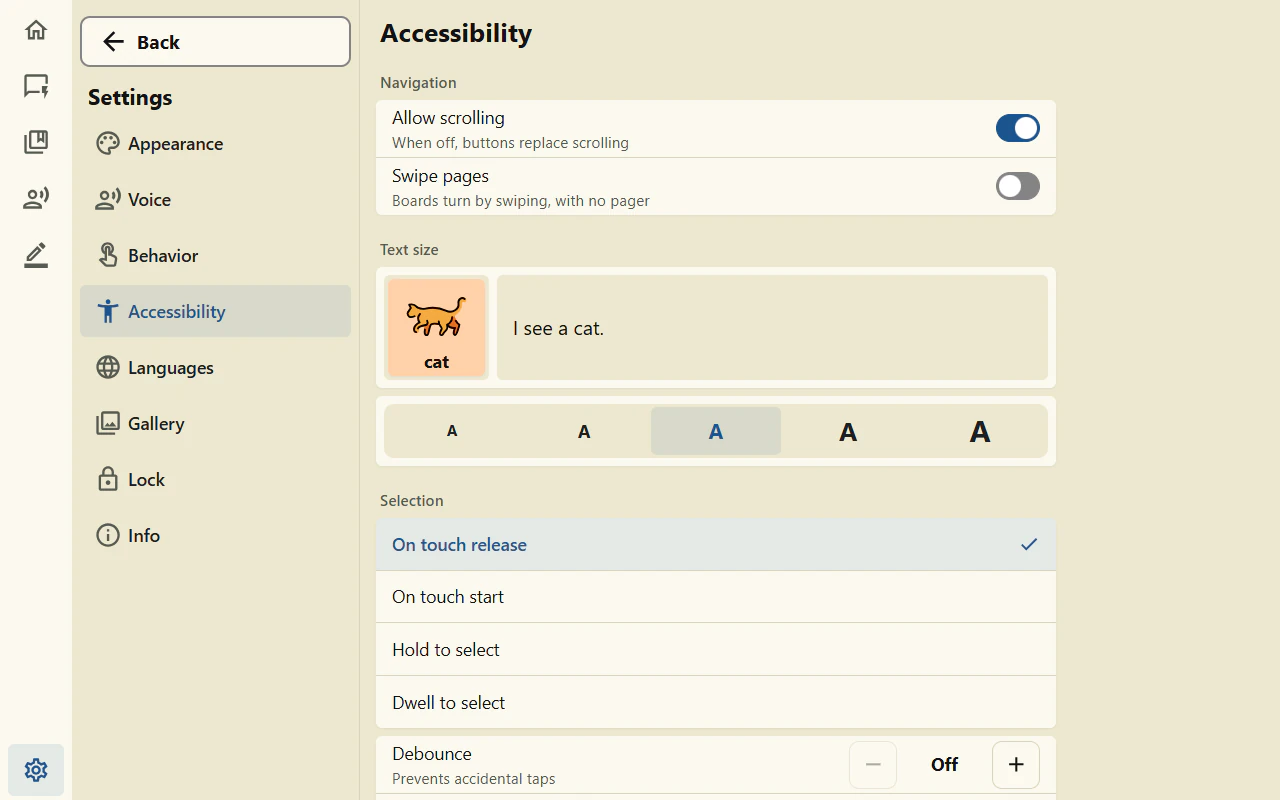 Back
Settings
Appearance
Voice
Behavior
Accessibility
Languages
Gallery
Lock
Info
Accessibility
Navigation
Allow scrolling
When off, buttons replace scrolling
Swipe pages
Boards turn by swiping, with no pager
Text size
cat
I see a cat.
A A A A A
Selection
On touch release
On touch start
Hold to select
Dwell to select
Debounce
Prevents accidental taps
Off